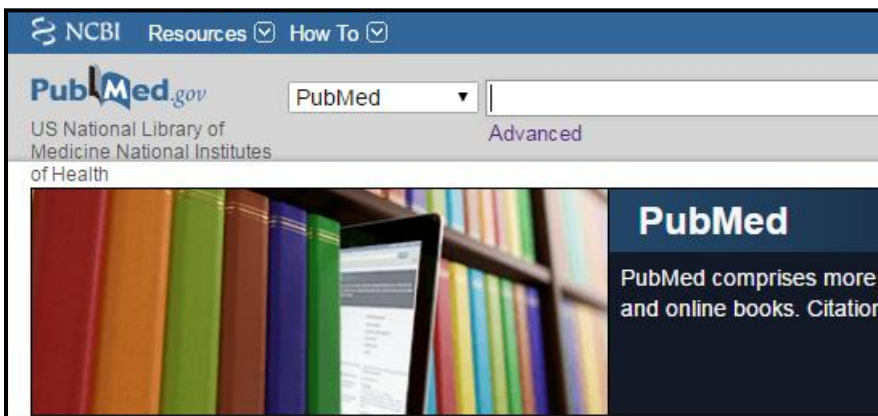 NCBI Resources How To
PubMed.gov
PubMed
US National Library of
Medicine National Institutes
of Health
Advanced
PubMed
PubMed comprises more
and online books. Citation